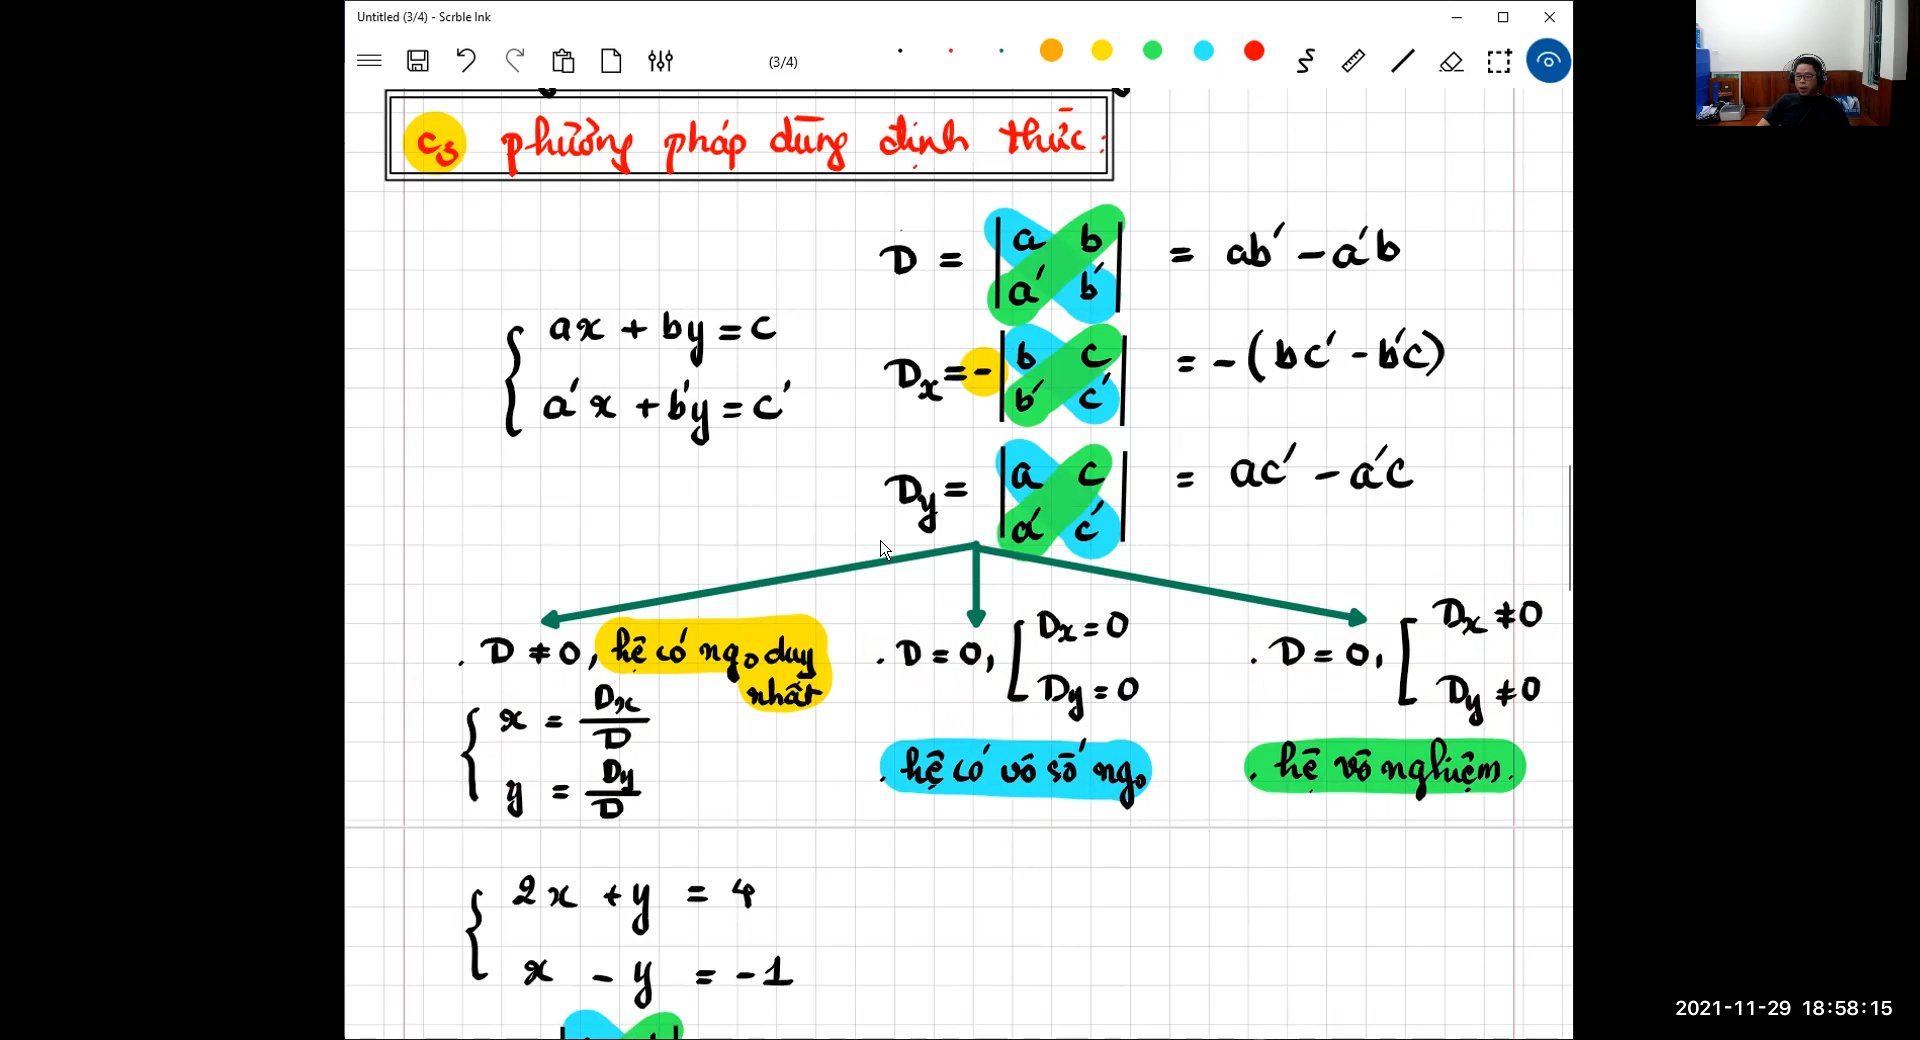 Untitled (3/4) - Scrble Ink
(3/4)
C3 phương pháp dùng định thức:
D = | a b a' b' | = ab' - a'b
{ ax + by = c
a'x + b'y = c'
Dx = - | b c b' c' | = -(bc' - b'c)
Dy = | a c a' c' | = ac' - a'c
. D ≠ 0, hệ có ngo duy nhất
{ x = Dx/D
y = Dy/D
. D = 0, [ Dx = 0
Dy = 0
. hệ có vô số ngo
. D = 0, [ Dx ≠ 0
Dy ≠ 0
. hệ vô nghiệm.
{ 2x + y = 4
x - y = -1
2021-11-29 18:58:15